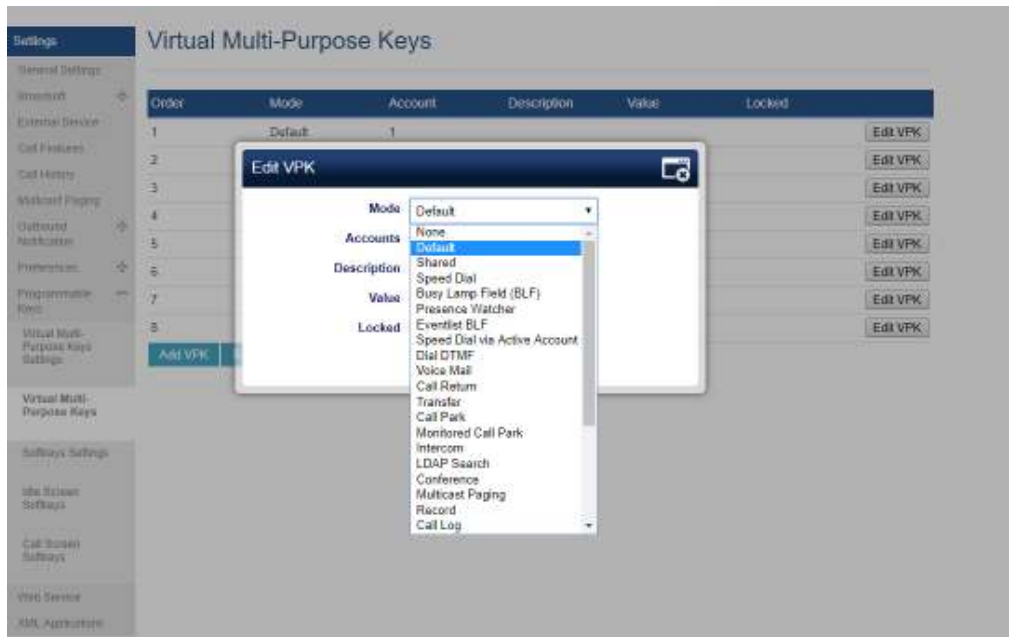 Settings
Virtual Multi-Purpose Keys
General Settings
Broadsoft
External Service
Call Features
Call History
Multicast Paging
Outbound
Notification
Preferences
Programmable
Keys
Virtual Multi-
Purpose Keys
Settings
Virtual Multi-
Purpose Keys
Softkeys Settings
Idle Screen
Softkeys
Call Screen
Softkeys
Web Service
XML Applications
Order Mode Account Description Value Locked
1 Default 1 Edit VPK
2 Edit VPK
3 Edit VPK
4 Edit VPK
5 Edit VPK
6 Edit VPK
7 Edit VPK
8 Edit VPK
Add VPK
Edit VPK
Mode Default
Accounts
Description
Value
Locked
None
Default
Shared
Speed Dial
Busy Lamp Field (BLF)
Presence Watcher
Eventlist BLF
Speed Dial via Active Account
Dial DTMF
Voice Mail
Call Return
Transfer
Call Park
Monitored Call Park
Intercom
LDAP Search
Conference
Multicast Paging
Record
Call Log